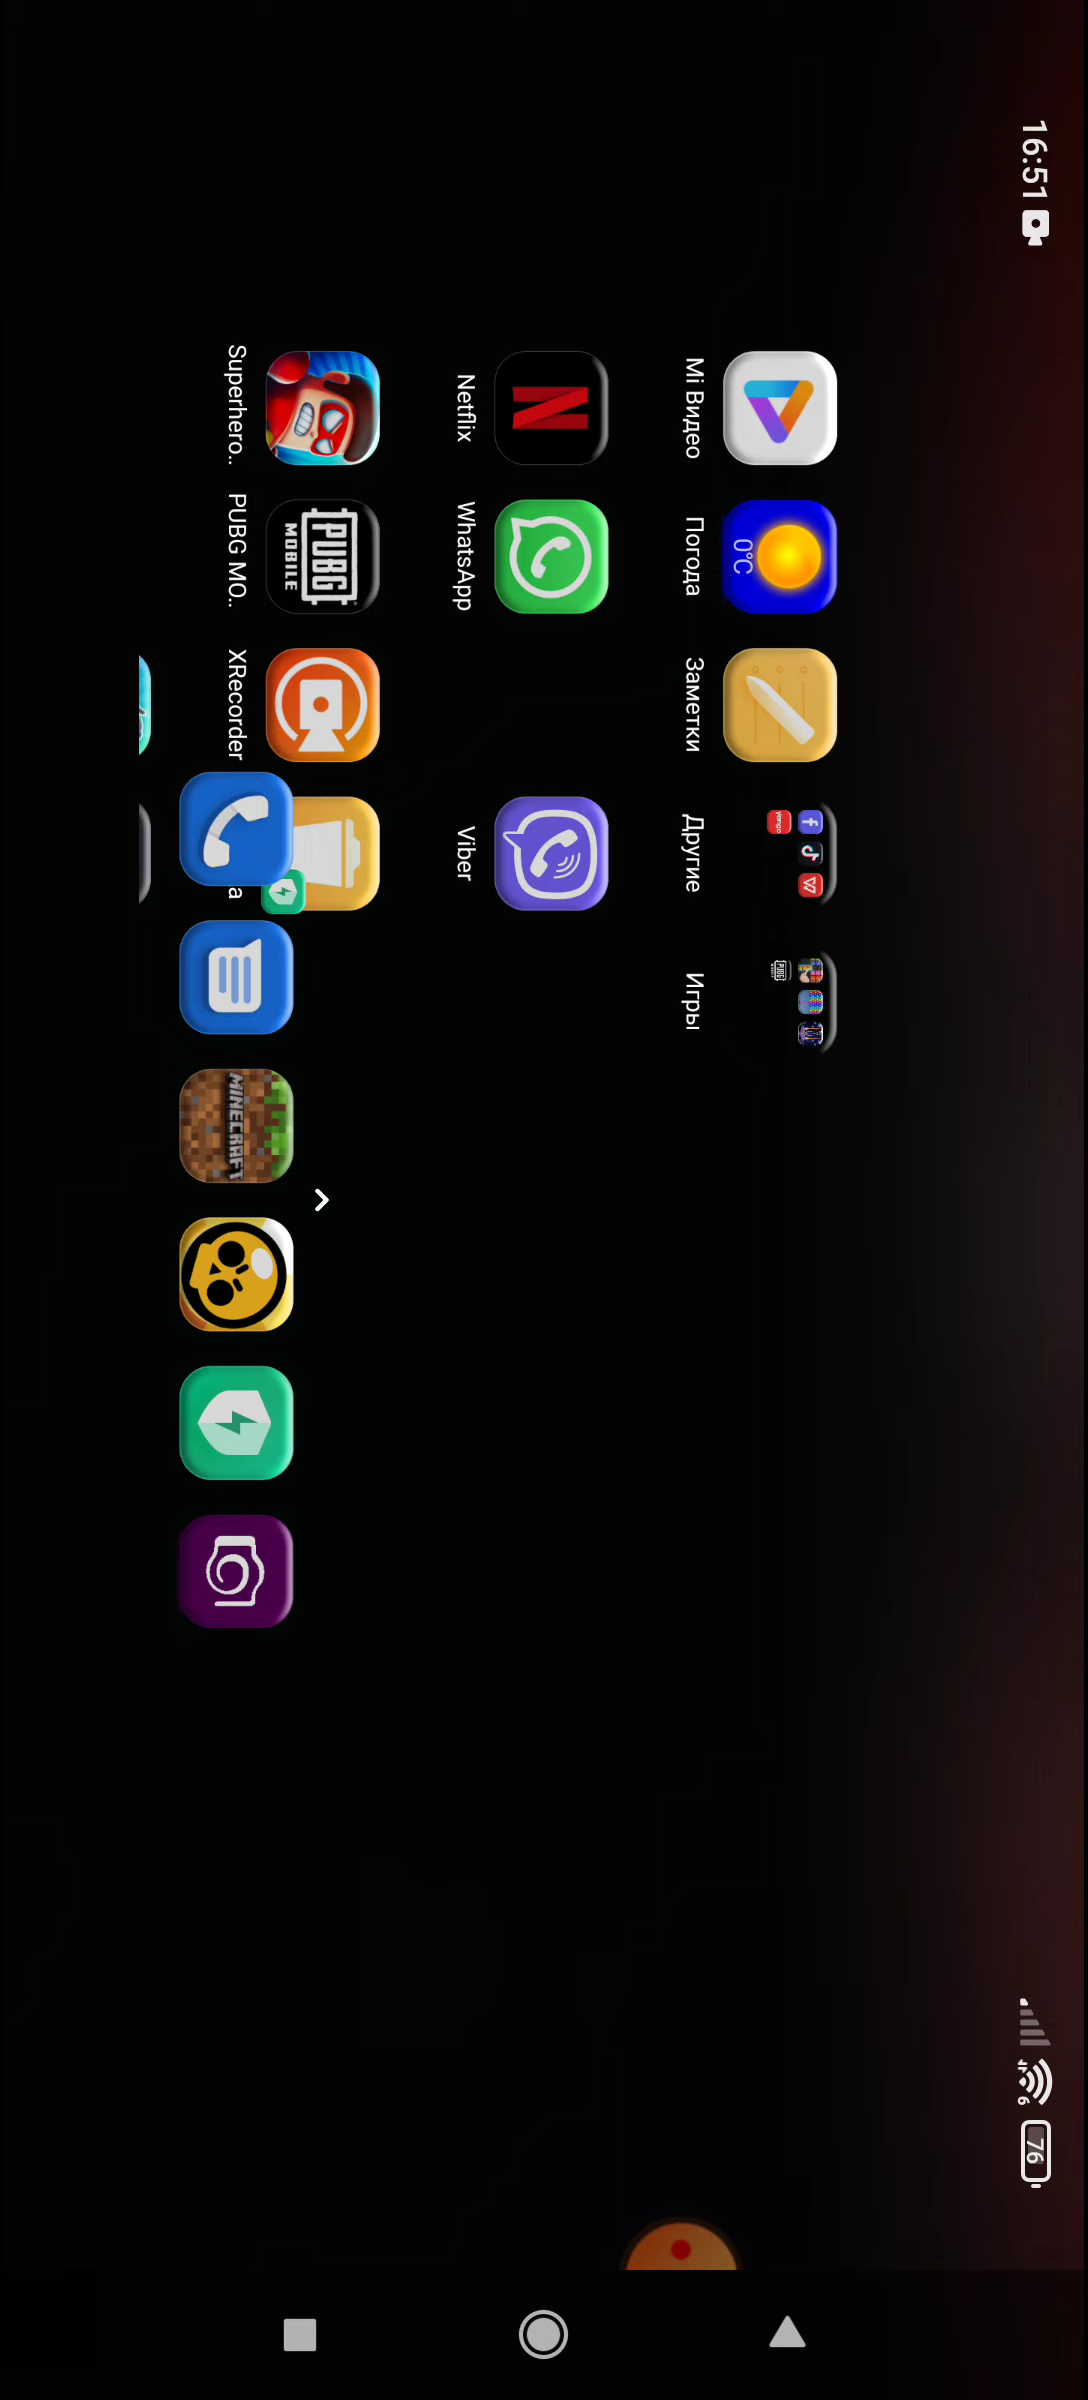 16:51
76
Mi Видео
Погода
0°C
Заметки
Другие
Игры
Netflix
WhatsApp
Viber
Superhero..
PUBG MO..
PUBG
MOBILE
XRecorder
а
MINECRAFT